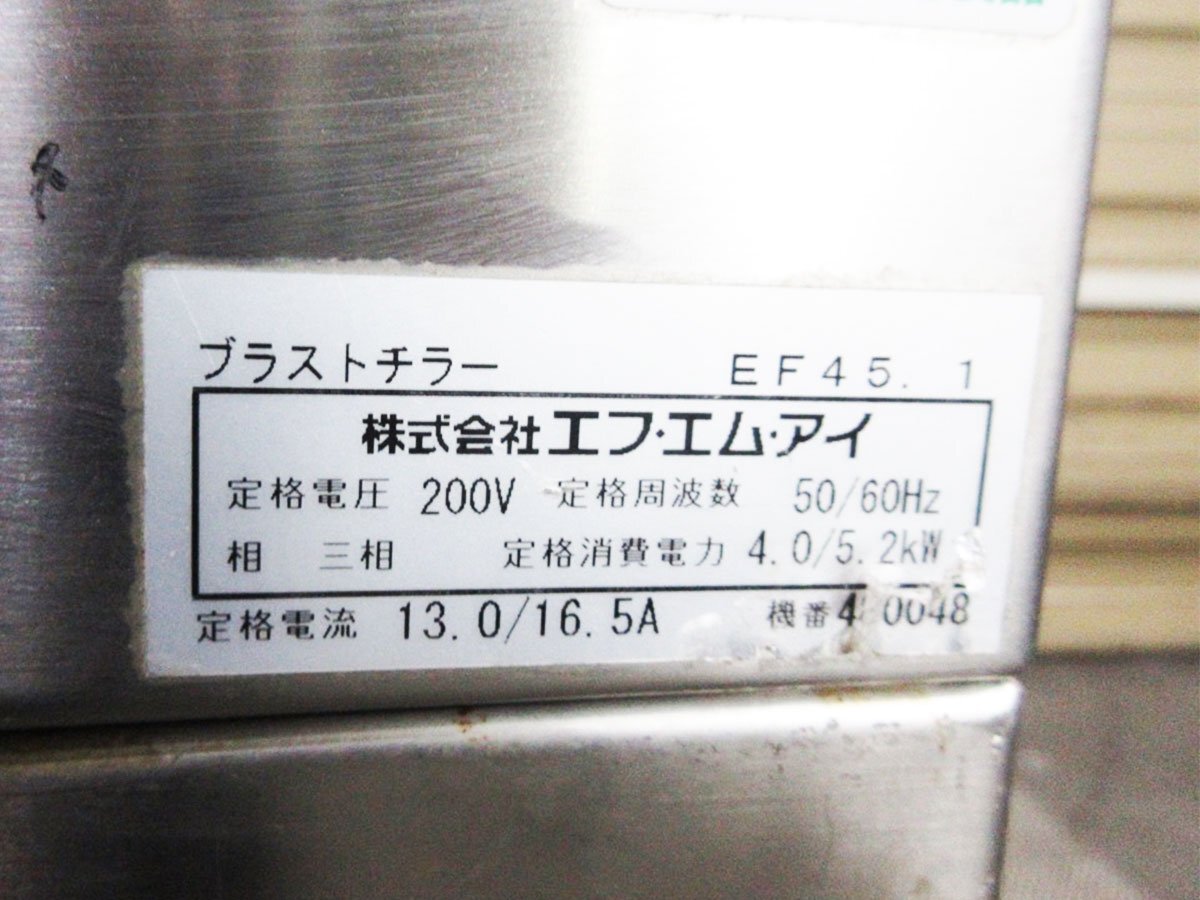 ブラストチラー EF45.1
株式会社エフ・エム・アイ
定格電圧 200V 定格周波数 50/60Hz
相 三相 定格消費電力 4.0/5.2kW
定格電流 13.0/16.5A 機番